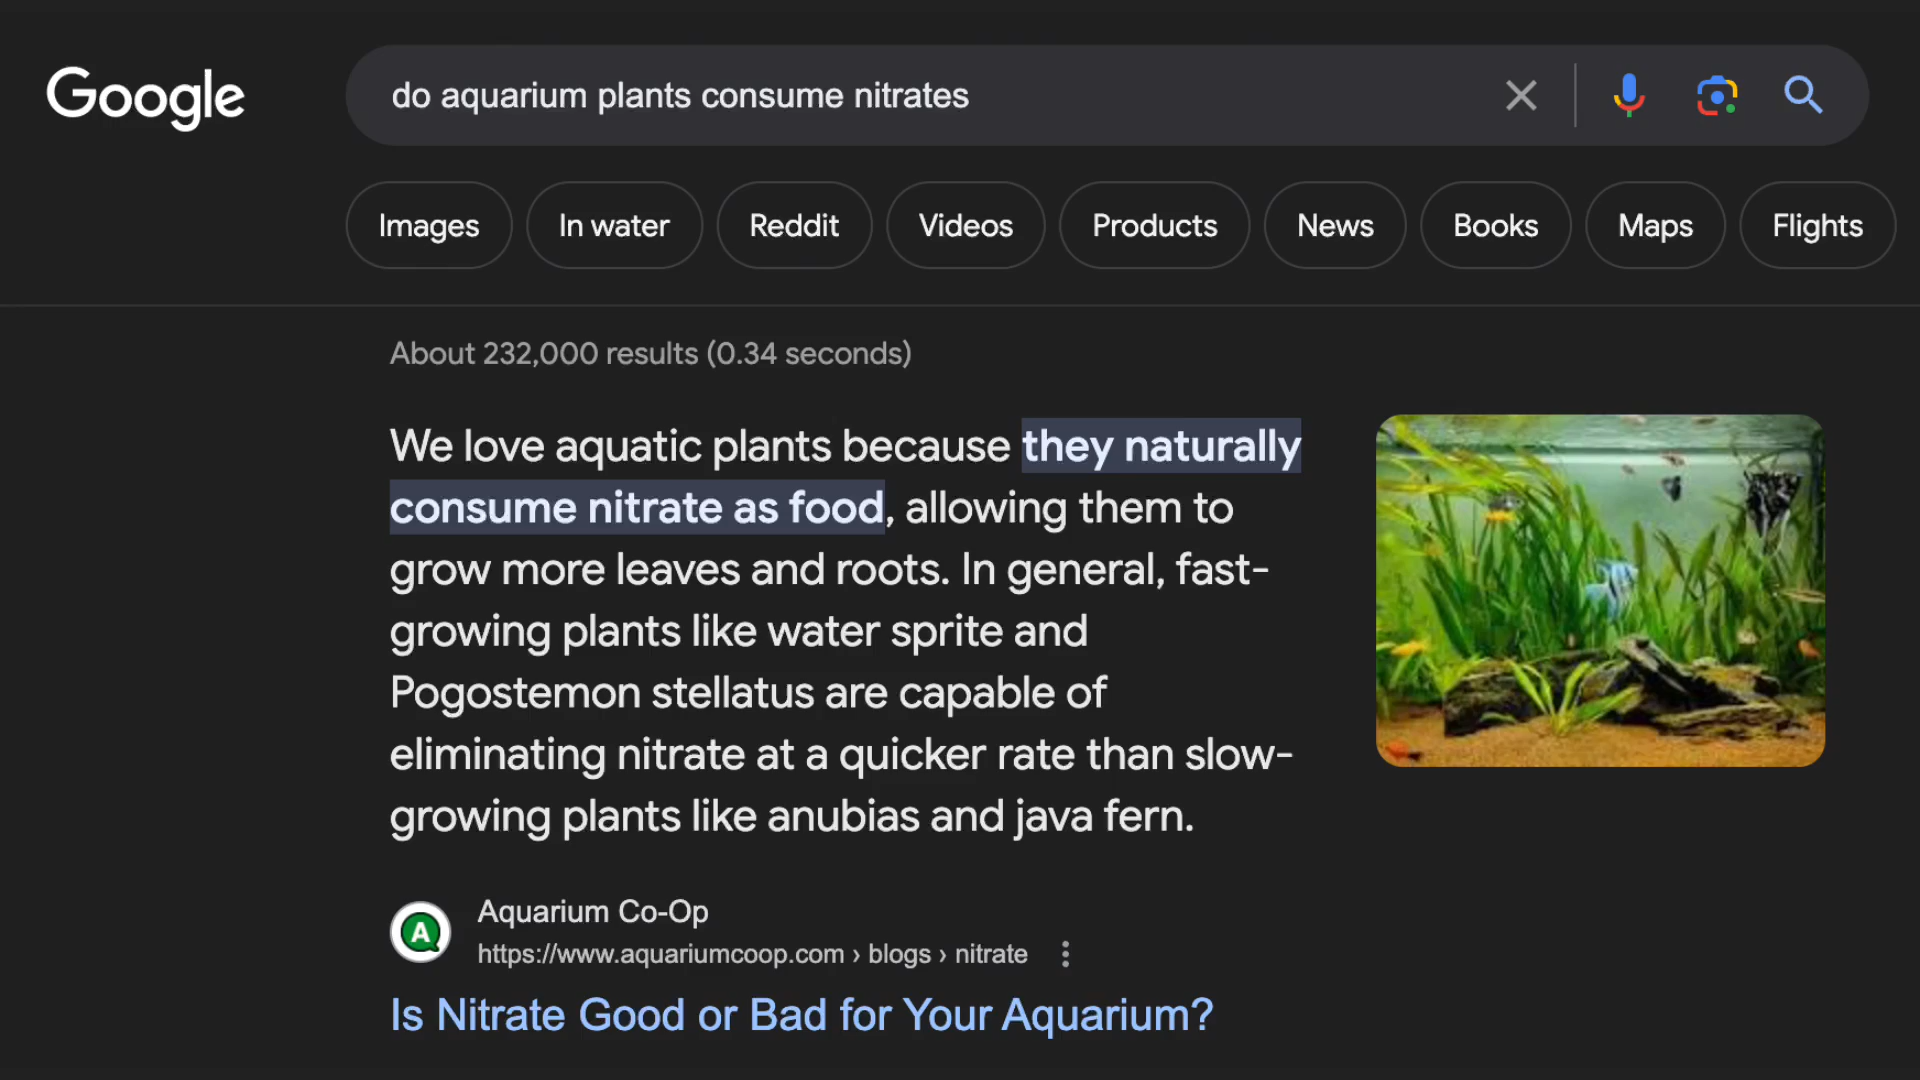 Google
do aquarium plants consume nitrates
Images
In water
Reddit
Videos
Products
News
Books
Maps
Flights
About 232,000 results (0.34 seconds)
We love aquatic plants because they naturally
consume nitrate as food, allowing them to
grow more leaves and roots. In general, fast-
growing plants like water sprite and
Pogostemon stellatus are capable of
eliminating nitrate at a quicker rate than slow-
growing plants like anubias and java fern.
A
Aquarium Co-Op
https://www.aquariumcoop.com › blogs › nitrate
Is Nitrate Good or Bad for Your Aquarium?